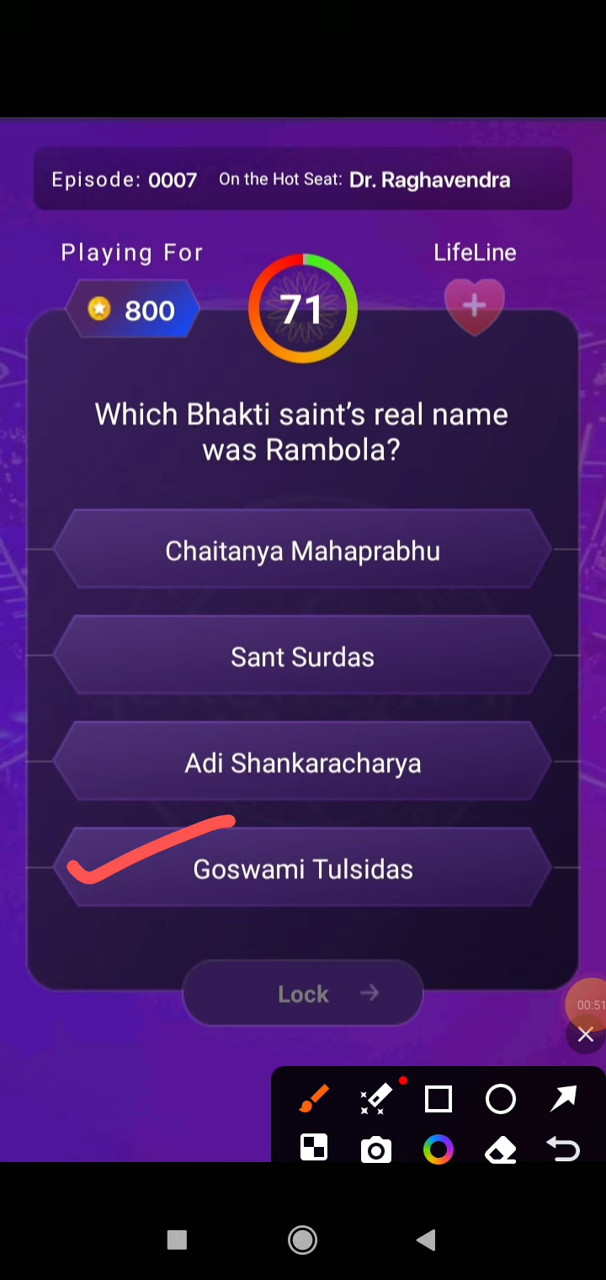 Episode: 0007 On the Hot Seat: Dr. Raghavendra
Playing For
LifeLine
800
71
Which Bhakti saint’s real name
was Rambola?
Chaitanya Mahaprabhu
Sant Surdas
Adi Shankaracharya
Goswami Tulsidas
Lock
00:51